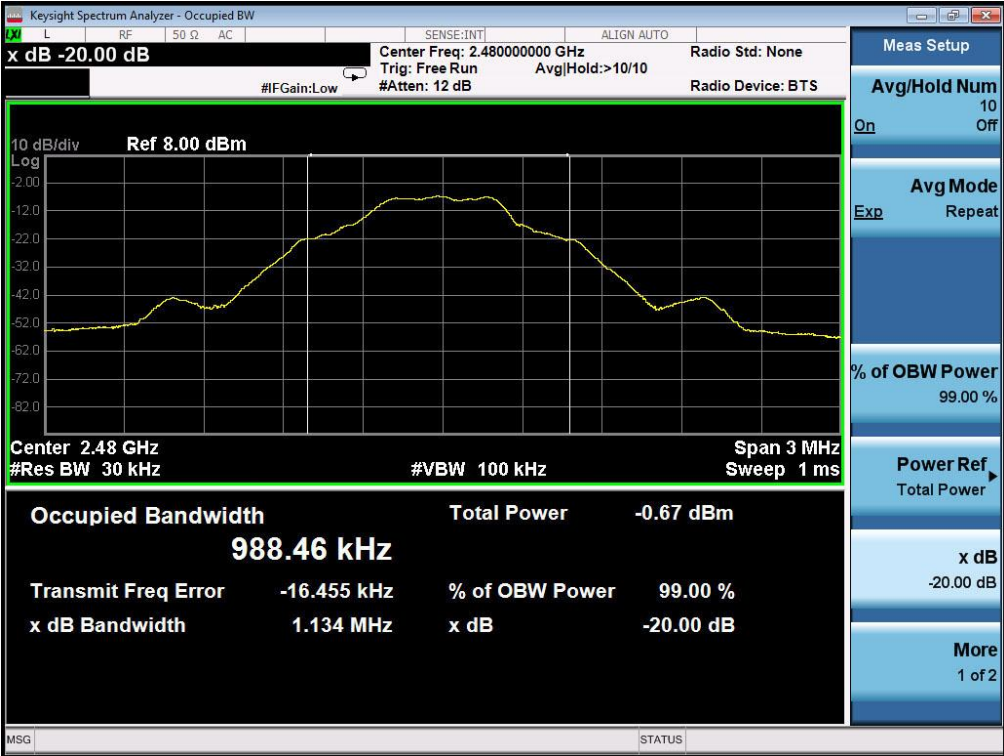 Keysight Spectrum Analyzer - Occupied BW
LXI L RF 50 Ω AC SENSE:INT ALIGN AUTO
x dB -20.00 dB
Center Freq: 2.480000000 GHz
Radio Std: None
Trig: Free Run
Avg|Hold:>10/10
#IFGain:Low
#Atten: 12 dB
Radio Device: BTS
10 dB/div Ref 8.00 dBm
Log
-2.00
-12.0
-22.0
-32.0
-42.0
-52.0
-62.0
-72.0
-82.0
Center 2.48 GHz
Span 3 MHz
#Res BW 30 kHz
#VBW 100 kHz
Sweep 1 ms
Occupied Bandwidth
Total Power -0.67 dBm
988.46 kHz
Transmit Freq Error -16.455 kHz
% of OBW Power 99.00 %
x dB Bandwidth 1.134 MHz
x dB -20.00 dB
Meas Setup
Avg/Hold Num
10
On Off
Avg Mode
Exp Repeat
% of OBW Power
99.00 %
Power Ref
Total Power
x dB
-20.00 dB
More
1 of 2
MSG
STATUS